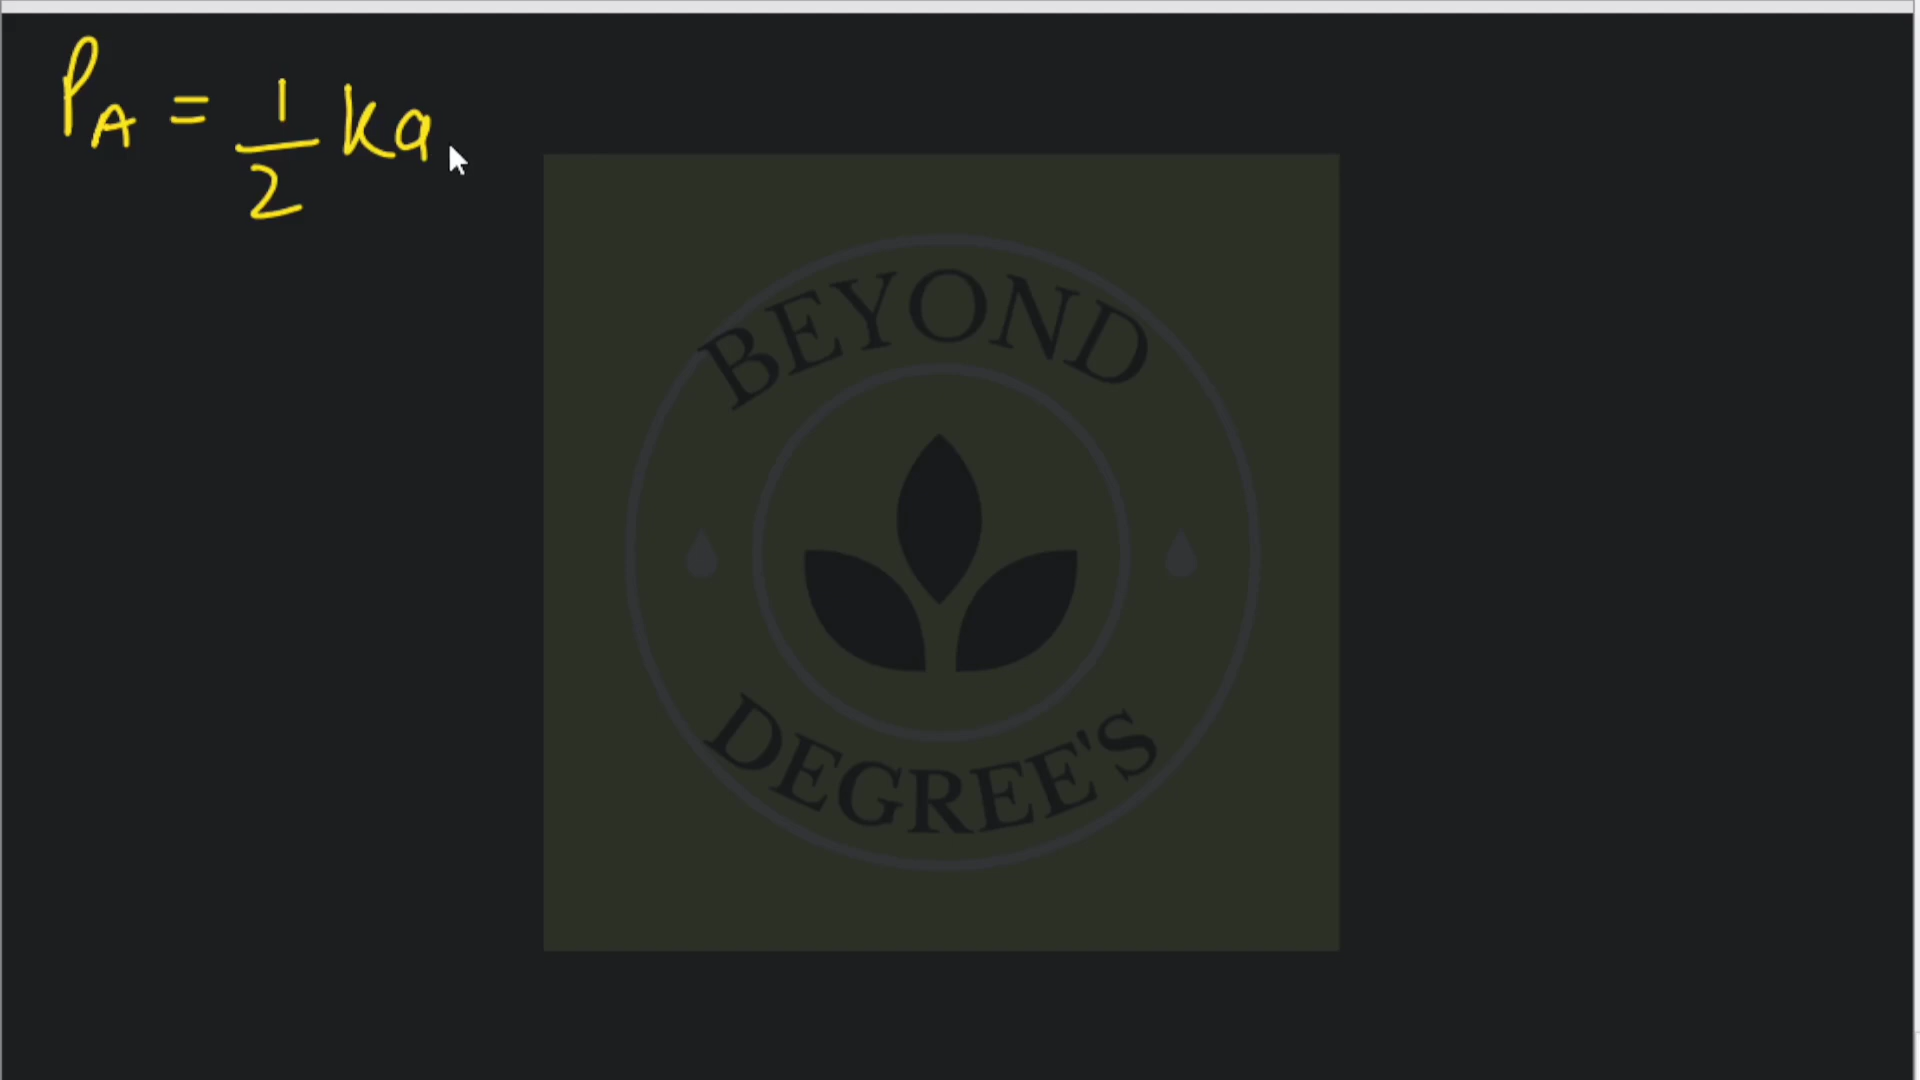 P_A = 1/2 ka
BEYOND
DEGREE'S